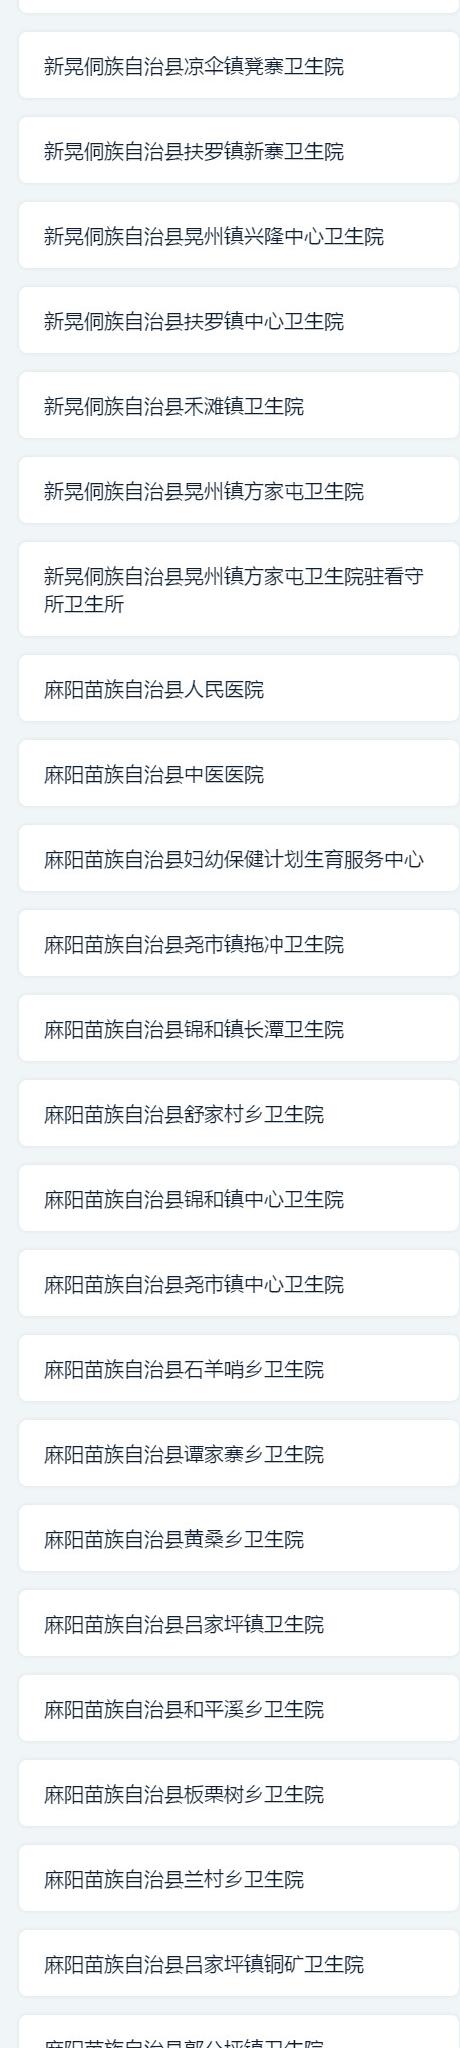 新晃侗族自治县凉伞镇凳寨卫生院
新晃侗族自治县扶罗镇新寨卫生院
新晃侗族自治县晃州镇兴隆中心卫生院
新晃侗族自治县扶罗镇中心卫生院
新晃侗族自治县禾滩镇卫生院
新晃侗族自治县晃州镇方家屯卫生院
新晃侗族自治县晃州镇方家屯卫生院驻看守
所卫生所
麻阳苗族自治县人民医院
麻阳苗族自治县中医医院
麻阳苗族自治县妇幼保健计划生育服务中心
麻阳苗族自治县尧市镇拖冲卫生院
麻阳苗族自治县锦和镇长潭卫生院
麻阳苗族自治县舒家村乡卫生院
麻阳苗族自治县锦和镇中心卫生院
麻阳苗族自治县尧市镇中心卫生院
麻阳苗族自治县石羊哨乡卫生院
麻阳苗族自治县谭家寨乡卫生院
麻阳苗族自治县黄桑乡卫生院
麻阳苗族自治县吕家坪镇卫生院
麻阳苗族自治县和平溪乡卫生院
麻阳苗族自治县板栗树乡卫生院
麻阳苗族自治县兰村乡卫生院
麻阳苗族自治县吕家坪镇铜矿卫生院
麻阳苗族自治县郭公坪镇卫生院